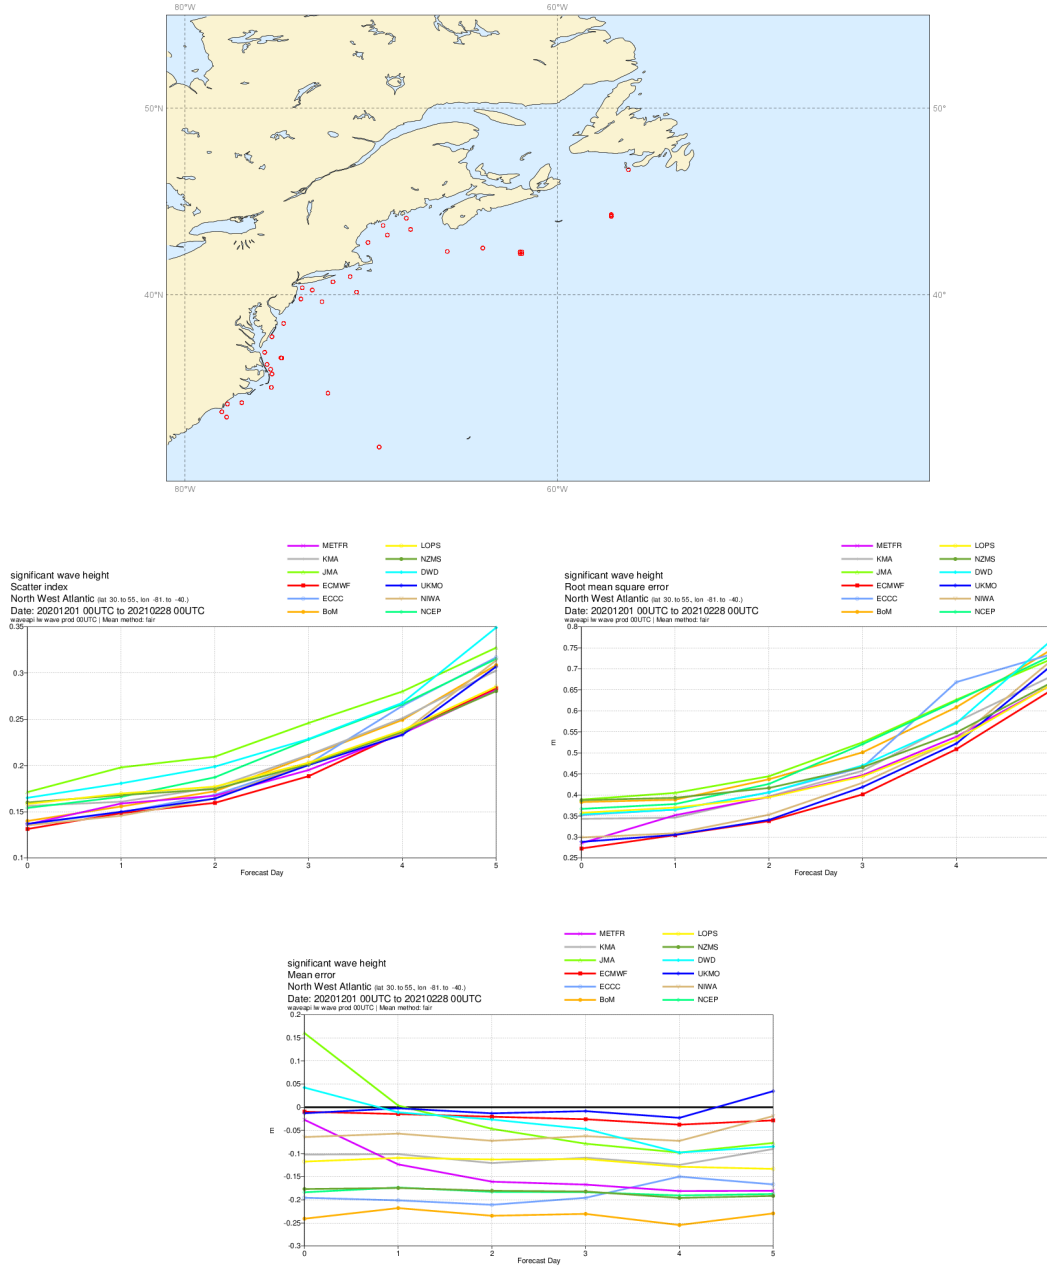 80°W 60°W
50°N 50°
40°N 40°
80°W 60°W
METFR LOPS
KMA NZMS
JMA DWD
ECMWF UKMO
ECCC NIWA
BoM NCEP
significant wave height
Scatter index
North West Atlantic (lat 30. to 55, lon -81. to -40.)
Date: 20201201 00UTC to 20210228 00UTC
waveapi lw wave prod 00UTC | Mean method: fair
0.35
0.3
0.25
0.2
0.15
0.1
0 1 2 3 4 5
Forecast Day
METFR LOPS
KMA NZMS
JMA DWD
ECMWF UKMO
ECCC NIWA
BoM NCEP
significant wave height
Root mean square error
North West Atlantic (lat 30. to 55, lon -81. to -40.)
Date: 20201201 00UTC to 20210228 00UTC
waveapi lw wave prod 00UTC | Mean method: fair
0.8
0.75
0.7
0.65
0.6
0.55
0.5
0.45
0.4
0.35
0.3
0.25
m
0 1 2 3 4
Forecast Day
METFR LOPS
KMA NZMS
JMA DWD
ECMWF UKMO
ECCC NIWA
BoM NCEP
significant wave height
Mean error
North West Atlantic (lat 30. to 55, lon -81. to -40.)
Date: 20201201 00UTC to 20210228 00UTC
waveapi lw wave prod 00UTC | Mean method: fair
0.2
0.15
0.1
0.05
0
-0.05
-0.1
-0.15
-0.2
-0.25
-0.3
m
0 1 2 3 4 5
Forecast Day